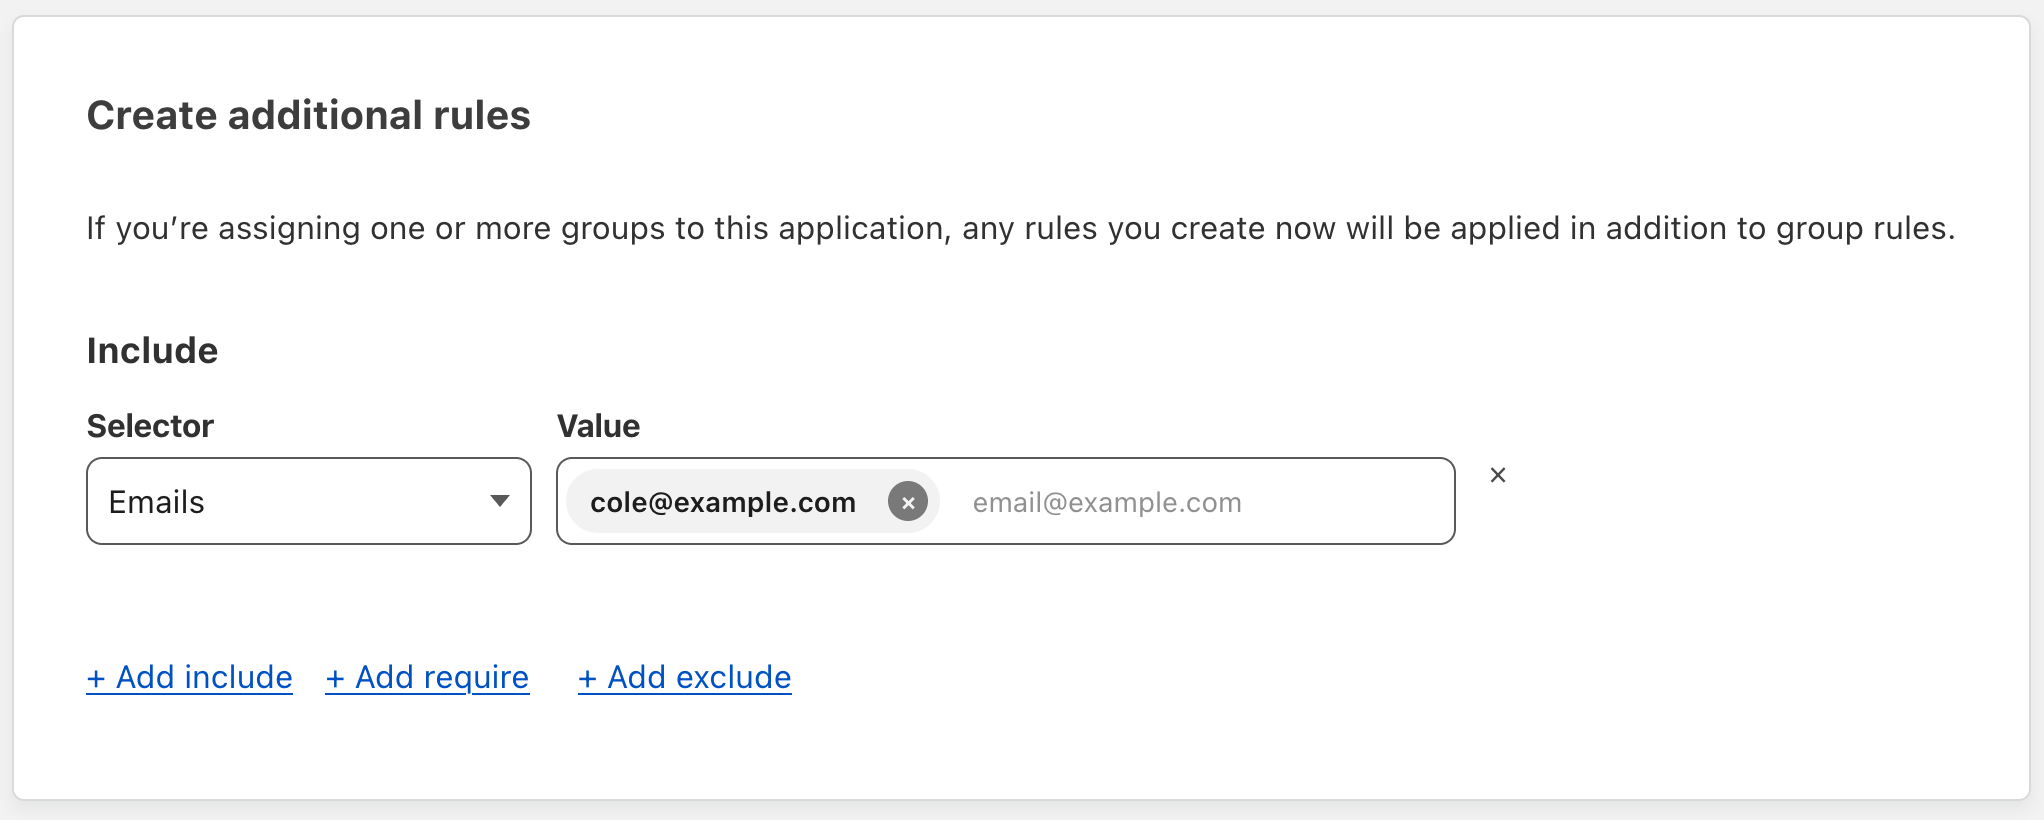 Create additional rules
If you’re assigning one or more groups to this application, any rules you create now will be applied in addition to group rules.
Include
Selector Value
Emails cole@example.com × email@example.com ×
+ Add include + Add require + Add exclude